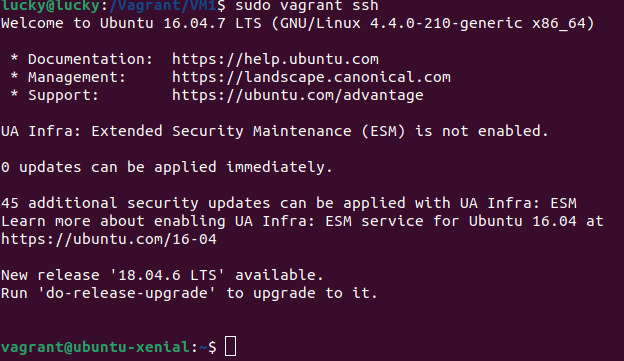 lucky@lucky:/Vagrant/VM1$ sudo vagrant ssh
Welcome to Ubuntu 16.04.7 LTS (GNU/Linux 4.4.0-210-generic x86_64)
* Documentation:  https://help.ubuntu.com
* Management:     https://landscape.canonical.com
* Support:        https://ubuntu.com/advantage
UA Infra: Extended Security Maintenance (ESM) is not enabled.
0 updates can be applied immediately.
45 additional security updates can be applied with UA Infra: ESM
Learn more about enabling UA Infra: ESM service for Ubuntu 16.04 at
https://ubuntu.com/16-04
New release '18.04.6 LTS' available.
Run 'do-release-upgrade' to upgrade to it.
vagrant@ubuntu-xenial:~$